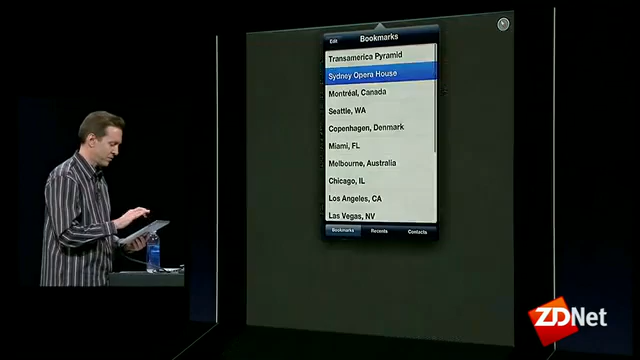 Edit
Bookmarks
Transamerica Pyramid
Sydney Opera House
Montréal, Canada
Seattle, WA
Copenhagen, Denmark
Miami, FL
Melbourne, Australia
Chicago, IL
Los Angeles, CA
Las Vegas, NV
Bookmarks
Recents
Contacts
ZDNet